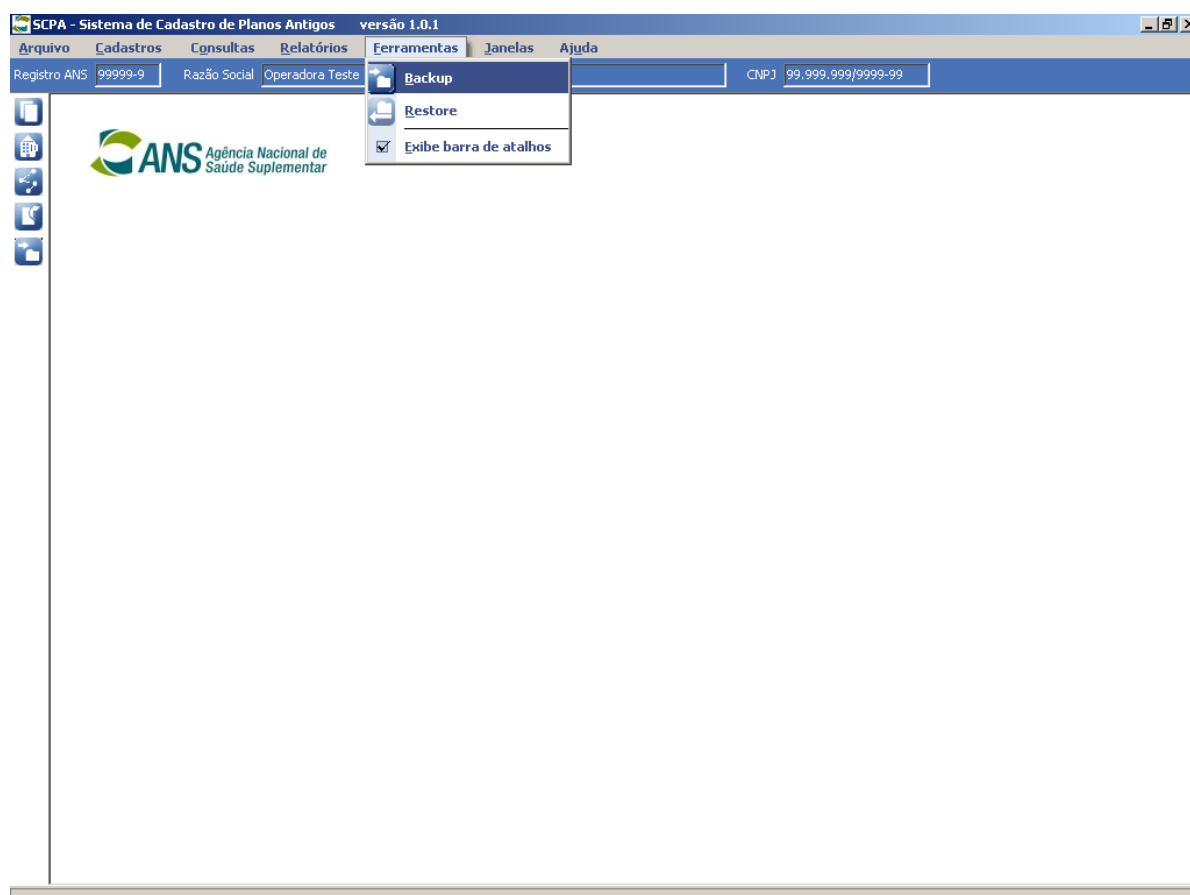 SCPA - Sistema de Cadastro de Planos Antigos versão 1.0.1
Arquivo Cadastros Consultas Relatórios Ferramentas Janelas Ajuda
Registro ANS 99999-9 Razão Social Operadora Teste CNPJ 99.999.999/9999-99
Backup
Restore
Exibe barra de atalhos
ANS Agência Nacional de
Saúde Suplementar